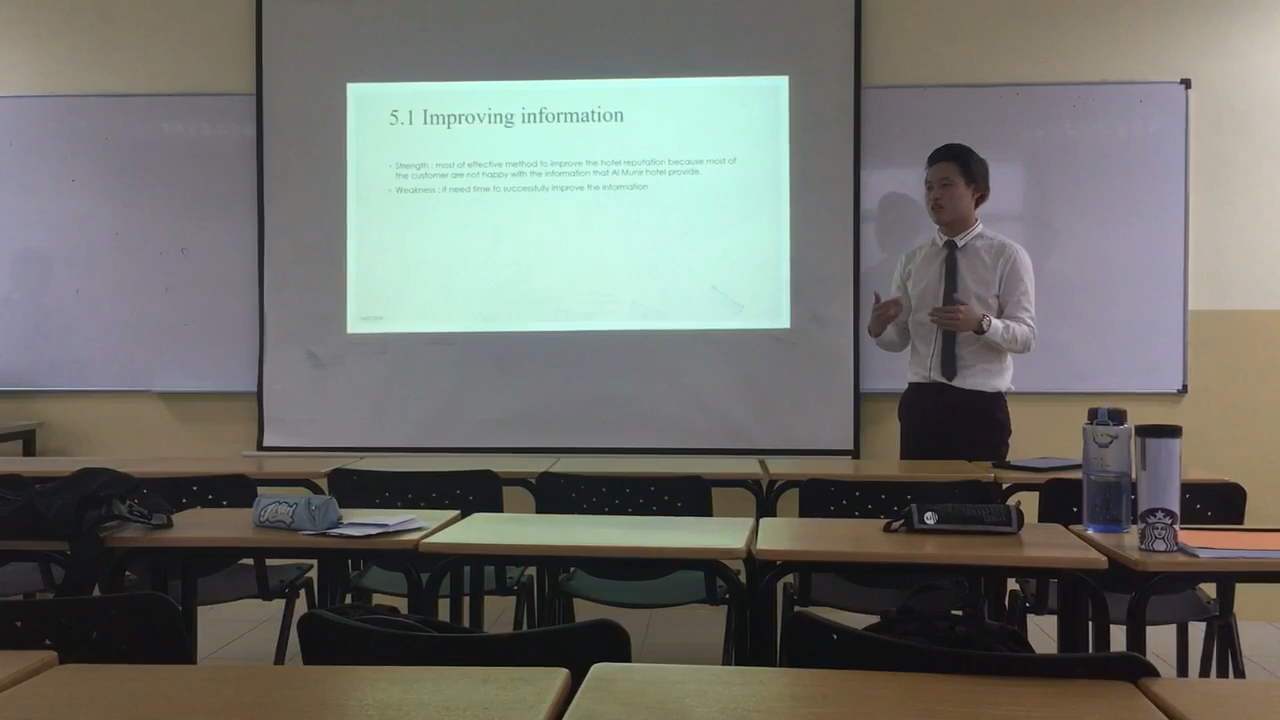 5.1 Improving information
Strength : most of effective method to improve the hotel reputation because most of
the customer are not happy with the information that Al Munir hotel provide.
Weakness : it need time to successfully improve the information